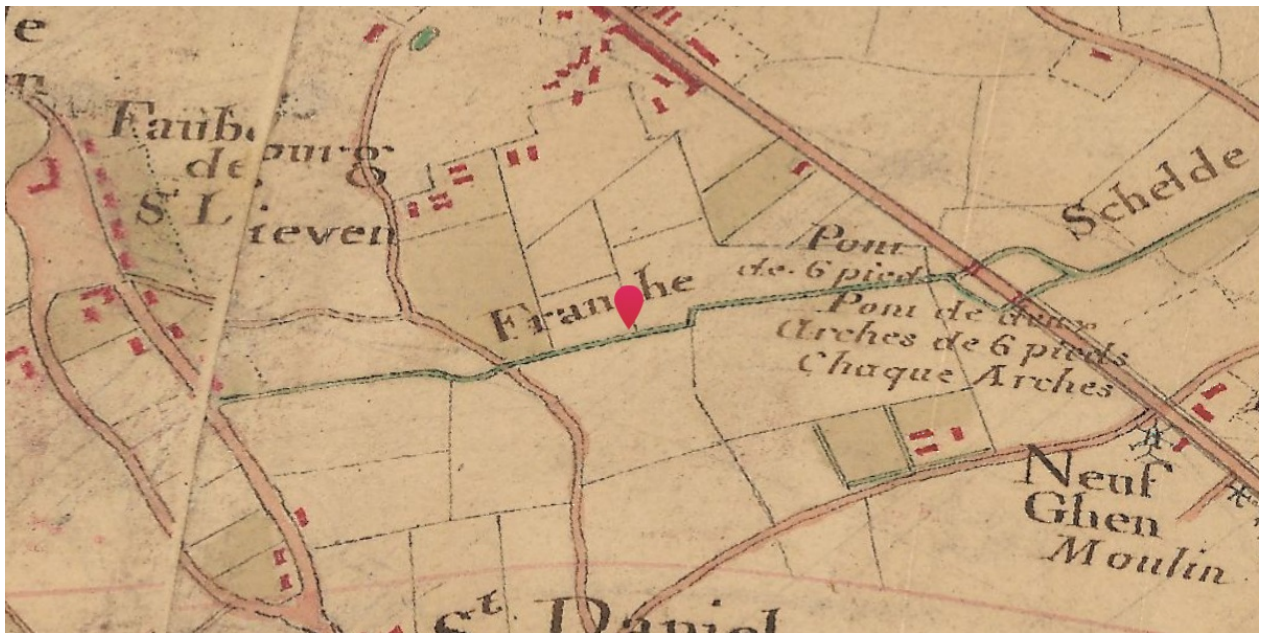 e
n
Faubourg
de
St Lieven
Franche
Schelde
Pont
de 6 pieds
Pont de deux
Arches de 6 pieds
Chaque Arches
Neuf
Ghen
Moulin
St Daniel